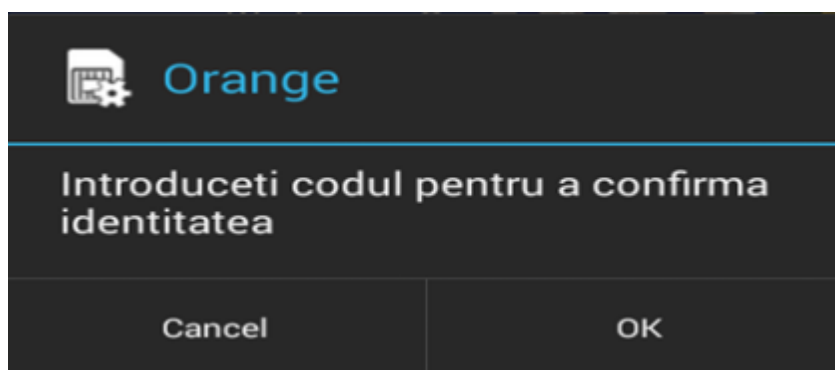 Orange
Introduceti codul pentru a confirma
identitatea
Cancel
OK